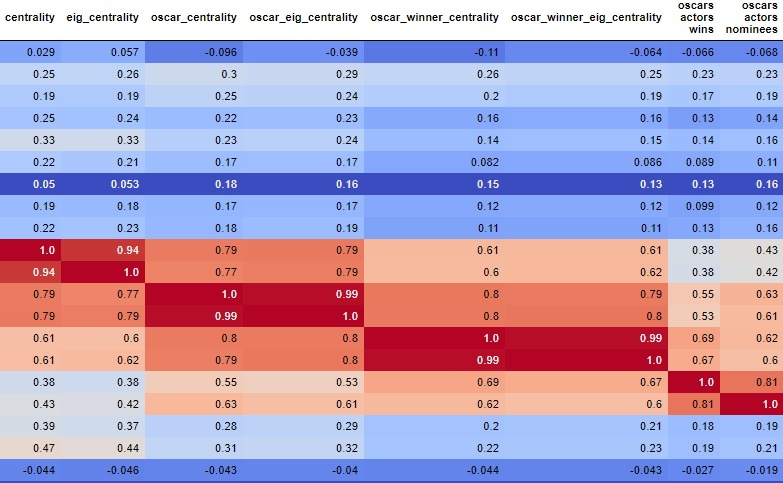 centrality eig_centrality oscar_centrality oscar_eig_centrality oscar_winner_centrality oscar_winner_eig_centrality oscars actors wins oscars actors nominees
0.029 0.057 -0.096 -0.039 -0.11 -0.064 -0.066 -0.068
0.25 0.26 0.3 0.29 0.26 0.25 0.23 0.23
0.19 0.19 0.25 0.24 0.2 0.19 0.17 0.19
0.25 0.24 0.22 0.23 0.16 0.16 0.13 0.14
0.33 0.33 0.23 0.24 0.14 0.15 0.14 0.16
0.22 0.21 0.17 0.17 0.082 0.086 0.089 0.11
0.05 0.053 0.18 0.16 0.15 0.13 0.13 0.16
0.19 0.18 0.17 0.17 0.12 0.12 0.099 0.12
0.22 0.23 0.18 0.19 0.11 0.11 0.13 0.16
1.0 0.94 0.79 0.79 0.61 0.61 0.38 0.43
0.94 1.0 0.77 0.79 0.6 0.62 0.38 0.42
0.79 0.77 1.0 0.99 0.8 0.79 0.55 0.63
0.79 0.79 0.99 1.0 0.8 0.8 0.53 0.61
0.61 0.6 0.8 0.8 1.0 0.99 0.69 0.62
0.61 0.62 0.79 0.8 0.99 1.0 0.67 0.6
0.38 0.38 0.55 0.53 0.69 0.67 1.0 0.81
0.43 0.42 0.63 0.61 0.62 0.6 0.81 1.0
0.39 0.37 0.28 0.29 0.2 0.21 0.18 0.19
0.47 0.44 0.31 0.32 0.22 0.23 0.19 0.21
-0.044 -0.046 -0.043 -0.04 -0.044 -0.043 -0.027 -0.019